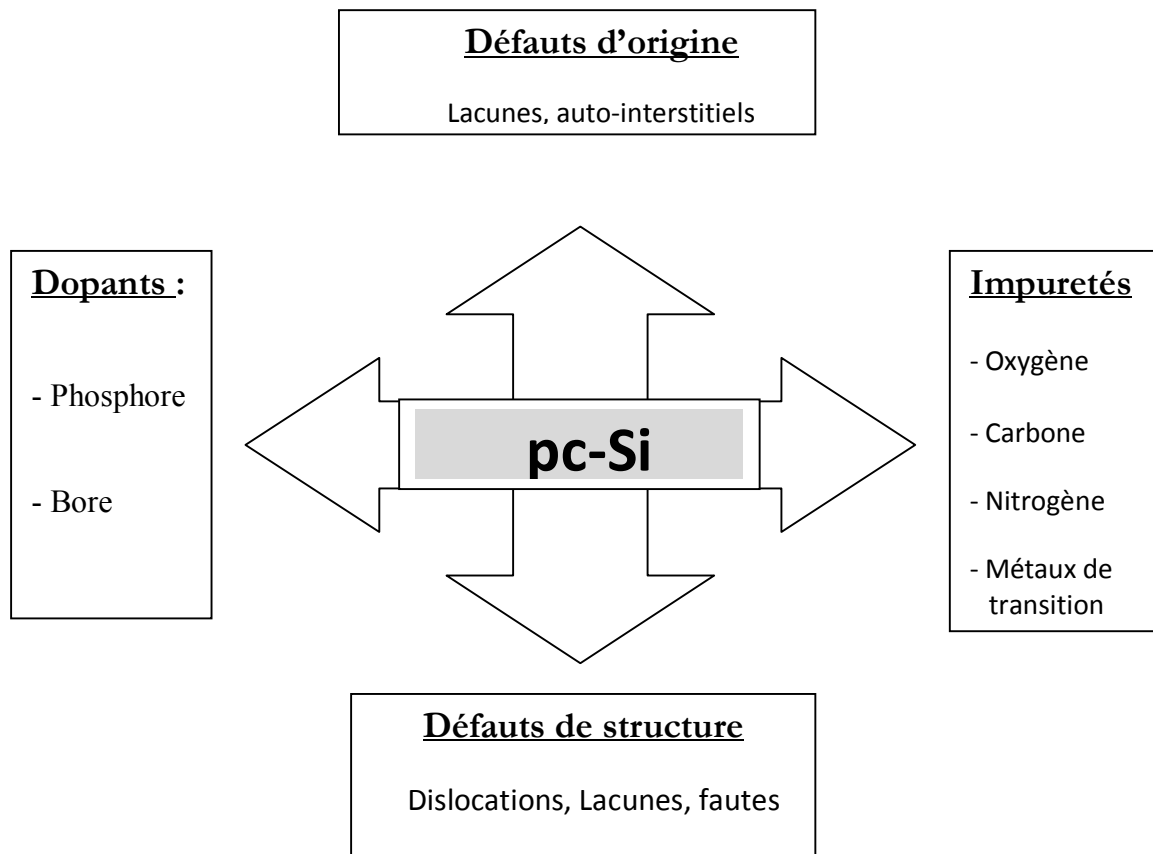 Défauts d’origine
Lacunes, auto-interstitiels
Dopants :
- Phosphore
- Bore
pc-Si
Impuretés
- Oxygène
- Carbone
- Nitrogène
- Métaux de
transition
Défauts de structure
Dislocations, Lacunes, fautes